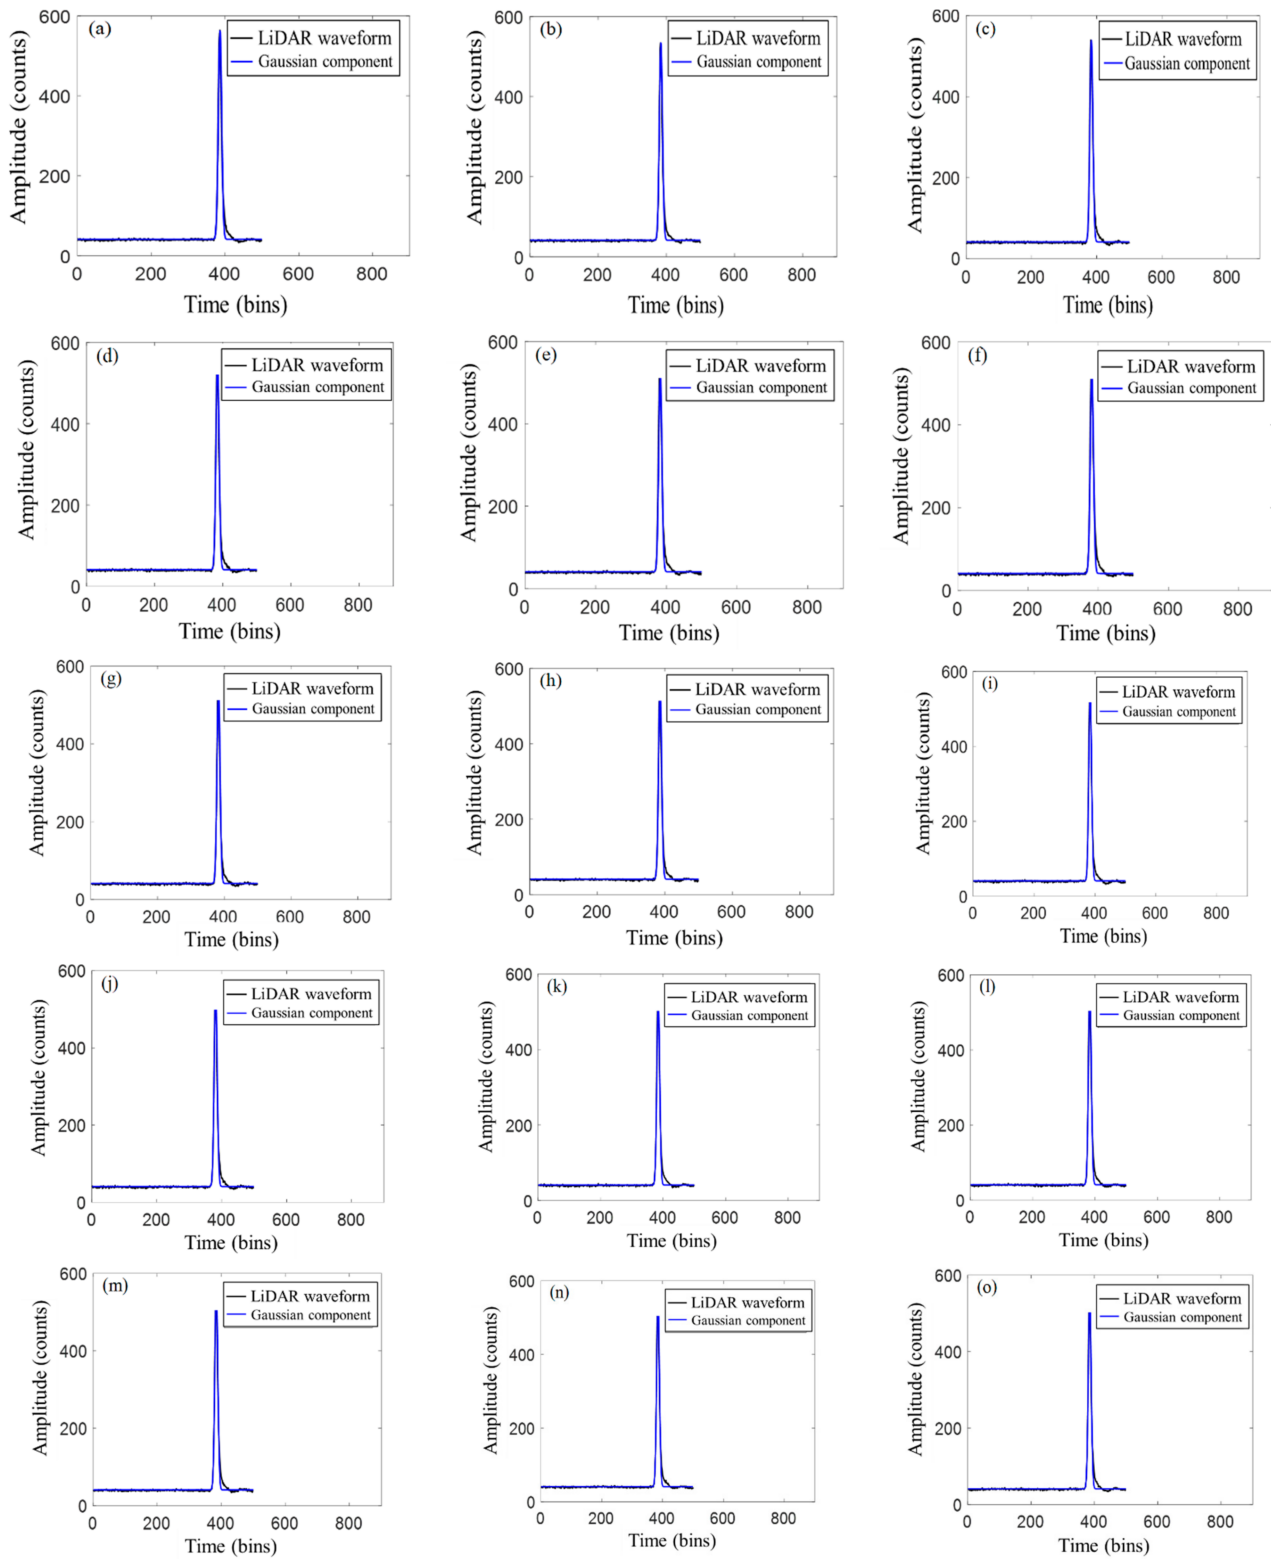 (a)
LiDAR waveform
Gaussian component
Amplitude (counts)
600
400
200
0
0 200 400 600 800
Time (bins)
(b)
LiDAR waveform
Gaussian component
Amplitude (counts)
600
400
200
0
0 200 400 600 800
Time (bins)
(c)
LiDAR waveform
Gaussian component
Amplitude (counts)
600
400
200
0
0 200 400 600 800
Time (bins)
(d)
LiDAR waveform
Gaussian component
Amplitude (counts)
600
400
200
0
0 200 400 600 800
Time (bins)
(e)
LiDAR waveform
Gaussian component
Amplitude (counts)
600
400
200
0
0 200 400 600 800
Time (bins)
(f)
LiDAR waveform
Gaussian component
Amplitude (counts)
600
400
200
0
0 200 400 600 800
Time (bins)
(g)
LiDAR waveform
Gaussian component
Amplitude (counts)
600
400
200
0
0 200 400 600 800
Time (bins)
(h)
LiDAR waveform
Gaussian component
Amplitude (counts)
600
400
200
0
0 200 400 600 800
Time (bins)
(i)
LiDAR waveform
Gaussian component
Amplitude (counts)
600
400
200
0
0 200 400 600 800
Time (bins)
(j)
LiDAR waveform
Gaussian component
Amplitude (counts)
600
400
200
0
0 200 400 600 800
Time (bins)
(k)
LiDAR waveform
Gaussian component
Amplitude (counts)
600
400
200
0
0 200 400 600 800
Time (bins)
(l)
LiDAR waveform
Gaussian component
Amplitude (counts)
600
400
200
0
0 200 400 600 800
Time (bins)
(m)
LiDAR waveform
Gaussian component
Amplitude (counts)
600
400
200
0
0 200 400 600 800
Time (bins)
(n)
LiDAR waveform
Gaussian component
Amplitude (counts)
600
400
200
0
0 200 400 600 800
Time (bins)
(o)
LiDAR waveform
Gaussian component
Amplitude (counts)
600
400
200
0
0 200 400 600 800
Time (bins)